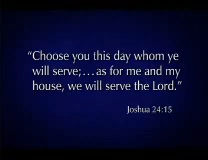 “Choose you this day whom ye
will serve;...as for me and my
house, we will serve the Lord.”
Joshua 24:15